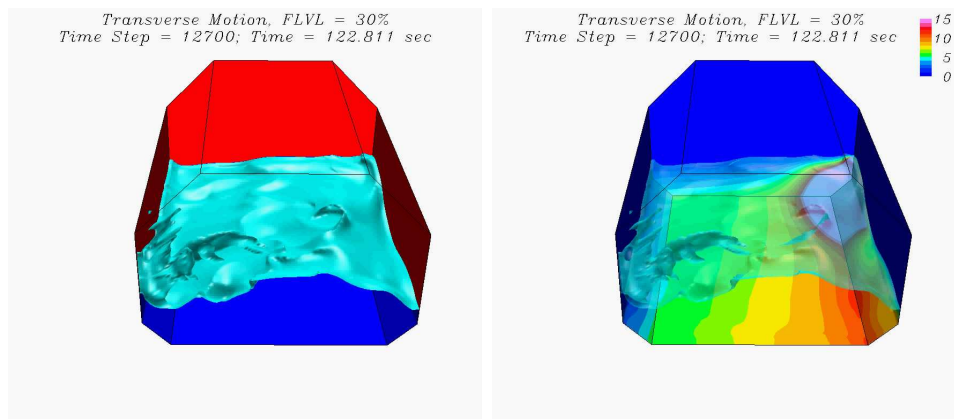 Transverse Motion, FLVL = 30%
Time Step = 12700; Time = 122.811 sec
Transverse Motion, FLVL = 30%
Time Step = 12700; Time = 122.811 sec
15
10
5
0